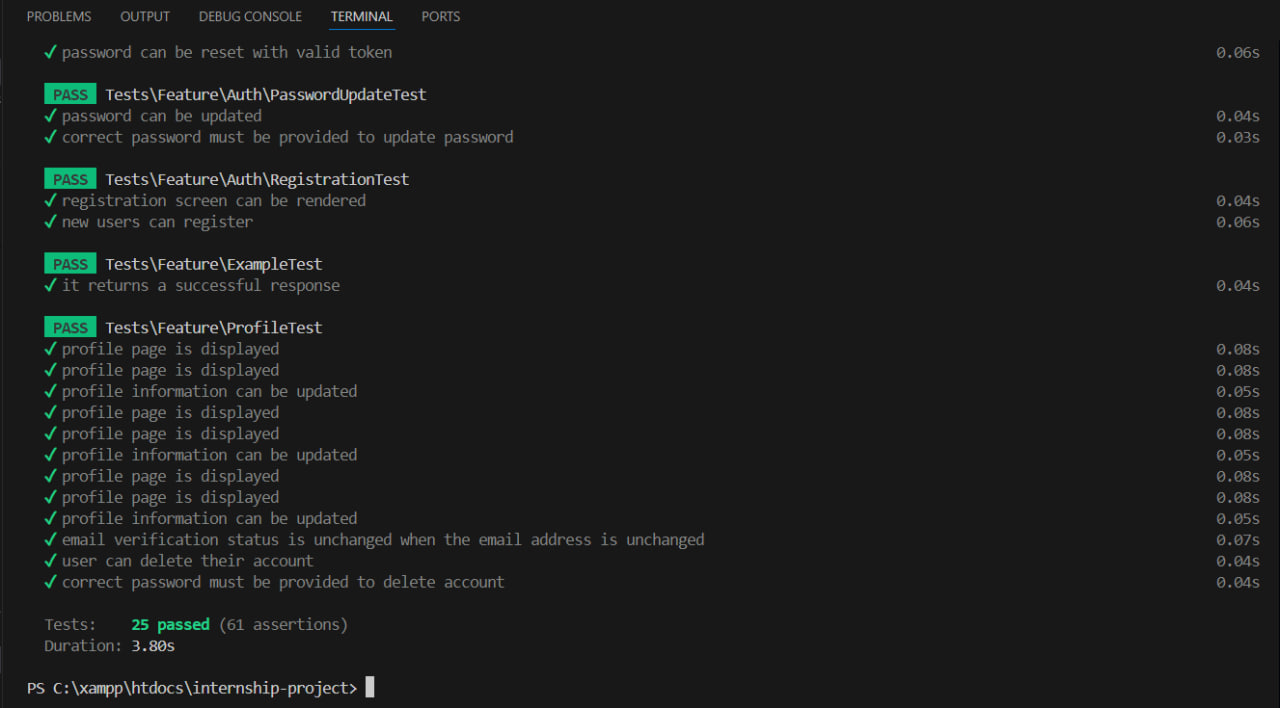 PROBLEMS OUTPUT DEBUG CONSOLE TERMINAL PORTS
✓ password can be reset with valid token 0.06s
PASS Tests\Feature\Auth\PasswordUpdateTest
✓ password can be updated 0.04s
✓ correct password must be provided to update password 0.03s
PASS Tests\Feature\Auth\RegistrationTest
✓ registration screen can be rendered 0.04s
✓ new users can register 0.06s
PASS Tests\Feature\ExampleTest
✓ it returns a successful response 0.04s
PASS Tests\Feature\ProfileTest
✓ profile page is displayed 0.08s
✓ profile page is displayed 0.08s
✓ profile information can be updated 0.05s
✓ profile page is displayed 0.08s
✓ profile page is displayed 0.08s
✓ profile information can be updated 0.05s
✓ profile page is displayed 0.08s
✓ profile page is displayed 0.08s
✓ profile information can be updated 0.05s
✓ email verification status is unchanged when the email address is unchanged 0.07s
✓ user can delete their account 0.04s
✓ correct password must be provided to delete account 0.04s
Tests: 25 passed (61 assertions)
Duration: 3.80s
PS C:\xampp\htdocs\internship-project>